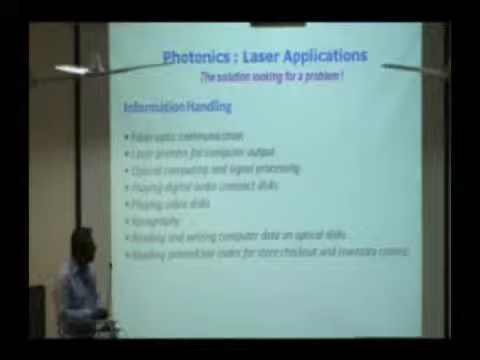 Photonics : Laser Applications
The solution looking for a problem !
Information Handling
• Fiber optic communication
• Laser printers for computer output
• Optical computing and signal processing
• Playing digital audio compact disks
• Playing video disks
• Reading and writing computer data on optical disks
• Reading printed bar codes for store checkout and inventory control